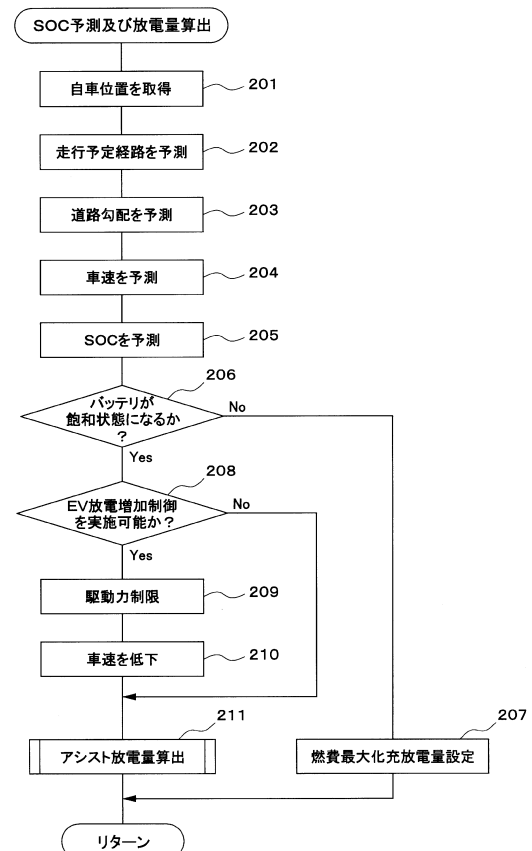 SOC予測及び放電量算出
自車位置を取得
201
走行予定経路を予測
202
道路勾配を予測
203
車速を予測
204
SOCを予測
205
206
バッテリが
飽和状態になるか
?
No
Yes
208
EV放電増加制御
を実施可能か?
No
Yes
駆動力制限
209
車速を低下
210
211
アシスト放電量算出
207
燃費最大化充放電量設定
リターン